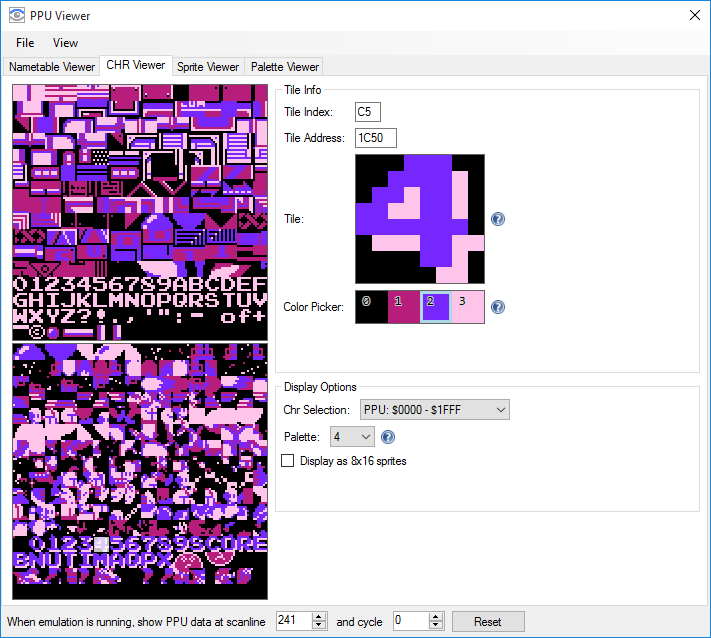 PPU Viewer
File View
Nametable Viewer CHR Viewer Sprite Viewer Palette Viewer
Tile Info
Tile Index: C5
Tile Address: 1C50
Tile:
Color Picker: 0 1 2 3
Display Options
Chr Selection: PPU: $0000 - $1FFF
Palette: 4
Display as 8x16 sprites
0123456789ABCDEF
GHIJKLMNOPQRSTUV
WXYZ?!., '":- of+
0123456789SCORE
BNUTIMADPX
When emulation is running, show PPU data at scanline 241 and cycle 0 Reset